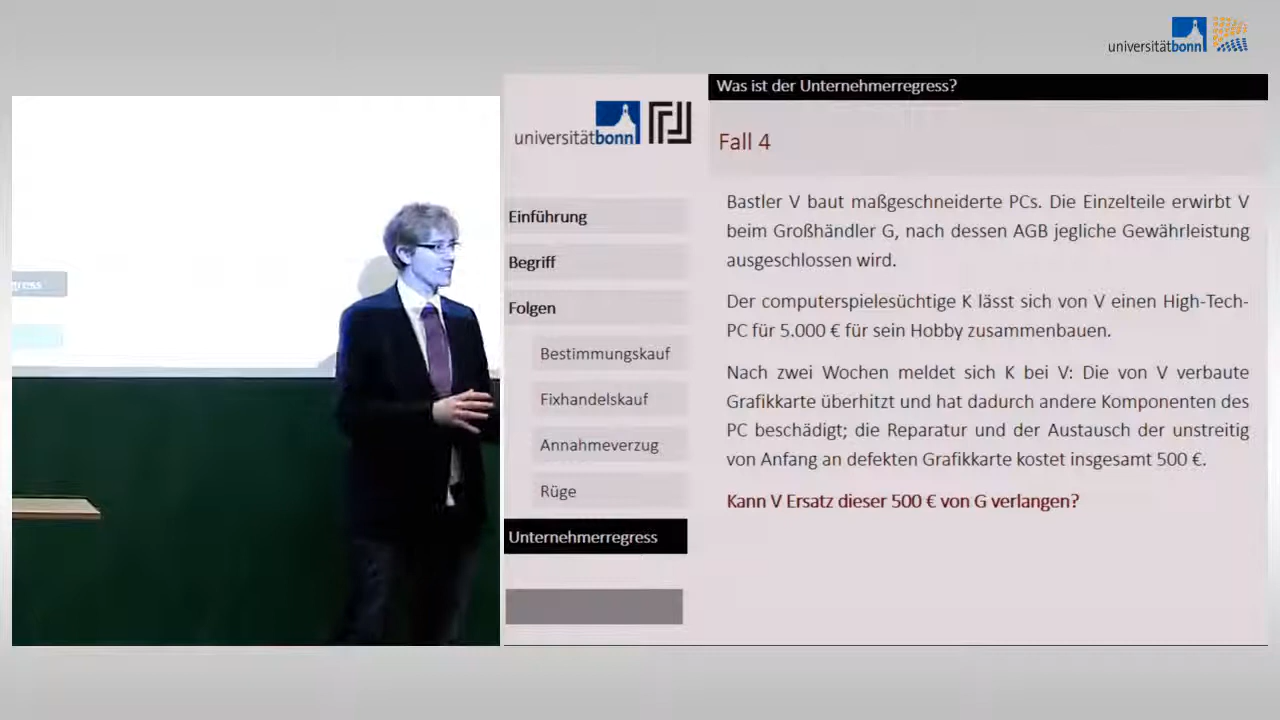 universitätbonn
Was ist der Unternehmerregress?
universitätbonn
Fall 4
Bastler V baut maßgeschneiderte PCs. Die Einzelteile erwirbt V
beim Großhändler G, nach dessen AGB jegliche Gewährleistung
ausgeschlossen wird.
Der computerspielesüchtige K lässt sich von V einen High-Tech-
PC für 5.000 € für sein Hobby zusammenbauen.
Nach zwei Wochen meldet sich K bei V: Die von V verbaute
Grafikkarte überhitzt und hat dadurch andere Komponenten des
PC beschädigt; die Reparatur und der Austausch der unstreitig
von Anfang an defekten Grafikkarte kostet insgesamt 500 €.
Kann V Ersatz dieser 500 € von G verlangen?
Einführung
Begriff
Folgen
Bestimmungskauf
Fixhandelskauf
Annahmeverzug
Rüge
Unternehmerregress